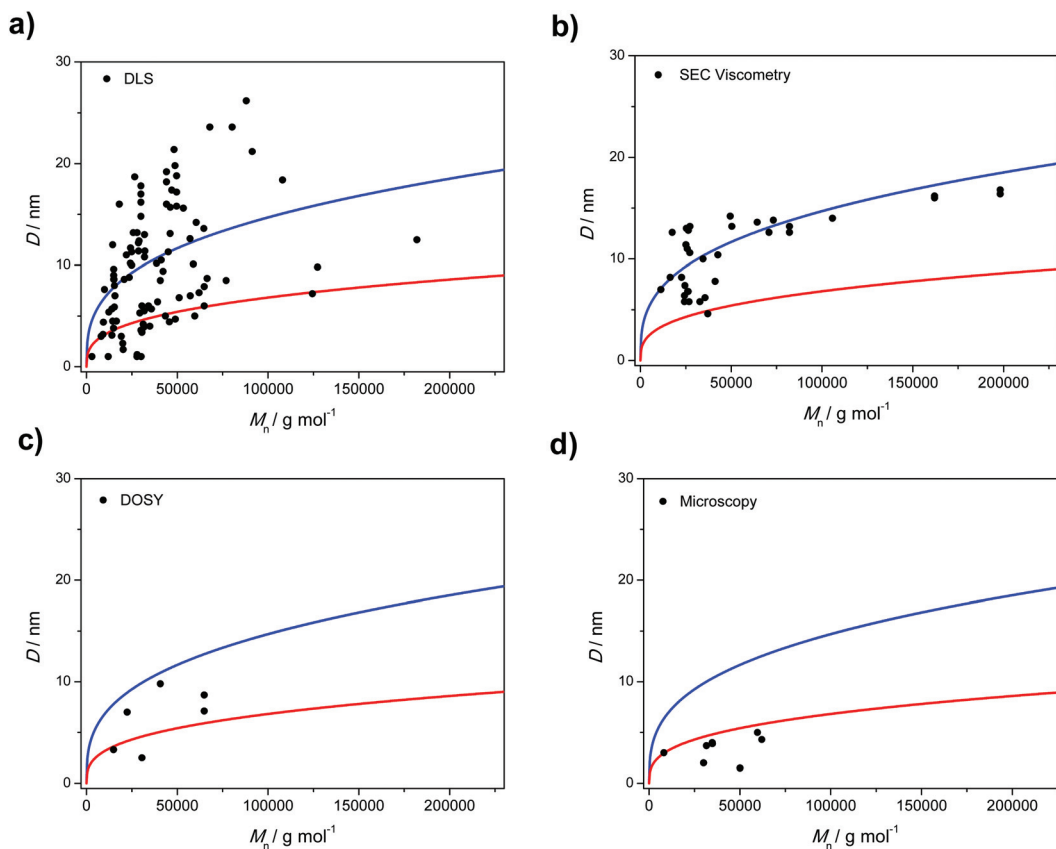 a)
DLS
30
20
10
0
D / nm
0 50000 100000 150000 200000
Mn / g mol⁻¹
b)
SEC Viscometry
30
20
10
0
D / nm
0 50000 100000 150000 200000
Mn / g mol⁻¹
c)
DOSY
30
20
10
0
D / nm
0 50000 100000 150000 200000
Mn / g mol⁻¹
d)
Microscopy
30
20
10
0
D / nm
0 50000 100000 150000 200000
Mn / g mol⁻¹